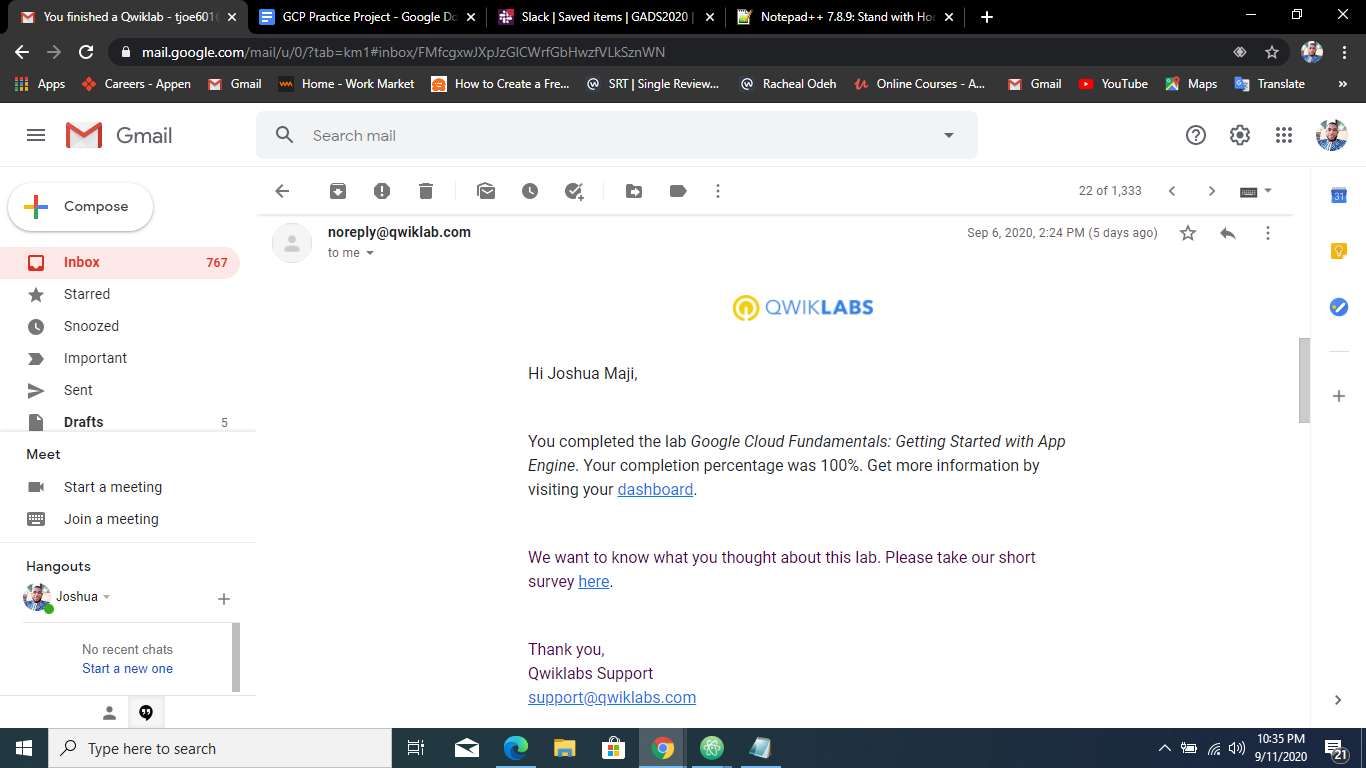 You finished a Qwiklab - tjoe601
GCP Practice Project - Google Do
Slack | Saved items | GADS2020 |
Notepad++ 7.8.9: Stand with Hon
mail.google.com/mail/u/0/?tab=km1#inbox/FMfcgxwJXpJzGlCWrfGbHwzfVLkSznWN
Apps
Careers - Appen
Gmail
Home - Work Market
How to Create a Fre...
SRT | Single Review...
Racheal Odeh
Online Courses - A...
Gmail
YouTube
Maps
Translate
»
Gmail
Search mail
Compose
22 of 1,333
31
noreply@qwiklab.com
Sep 6, 2020, 2:24 PM (5 days ago)
to me
Inbox 767
Starred
Snoozed
Important
Sent
Drafts 5
QWIKLABS
Hi Joshua Maji,
You completed the lab Google Cloud Fundamentals: Getting Started with App
Engine. Your completion percentage was 100%. Get more information by
visiting your dashboard.
We want to know what you thought about this lab. Please take our short
survey here.
Thank you,
Qwiklabs Support
support@qwiklabs.com
Meet
Start a meeting
Join a meeting
Hangouts
Joshua
No recent chats
Start a new one
Type here to search
10:35 PM
9/11/2020
21